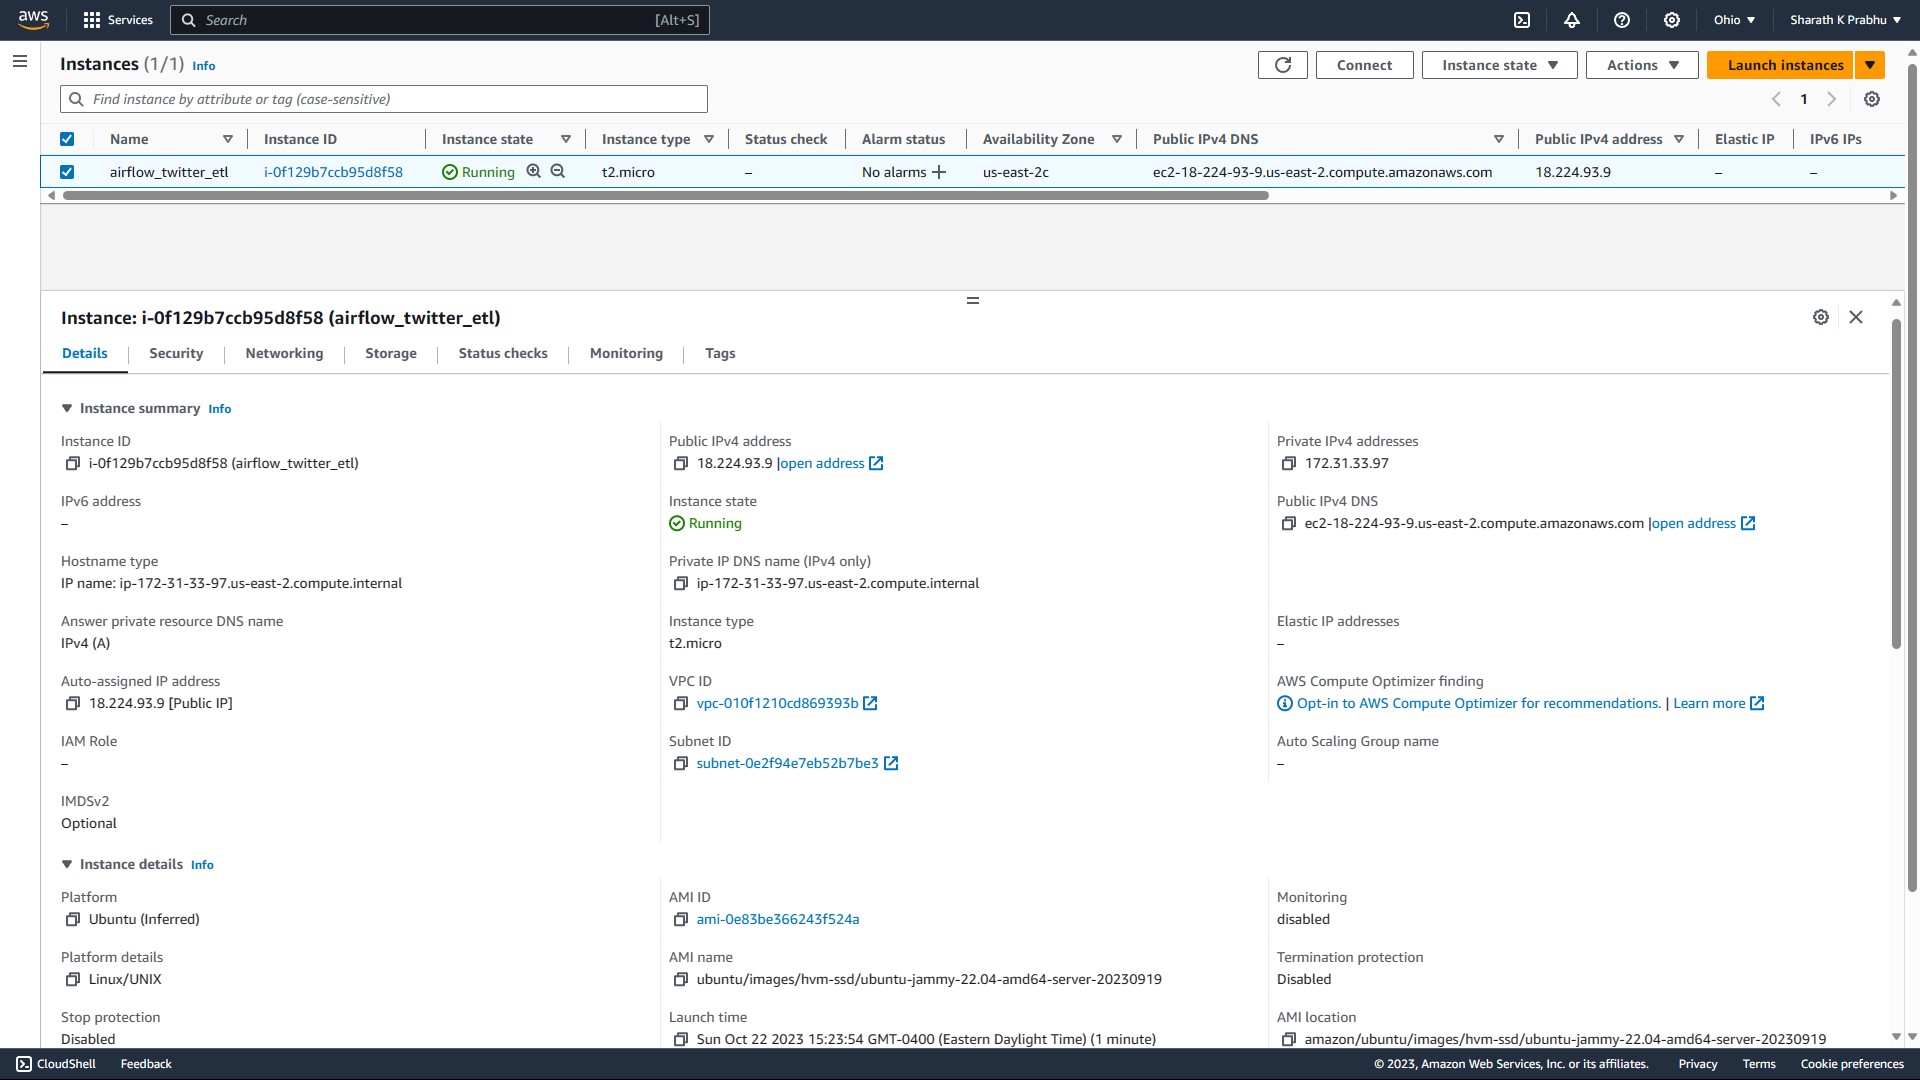 aws Services Search [Alt+S] Ohio Sharath K Prabhu
Instances (1/1) Info Connect Instance state Actions Launch instances
Find instance by attribute or tag (case-sensitive) 1
Name Instance ID Instance state Instance type Status check Alarm status Availability Zone Public IPv4 DNS Public IPv4 address Elastic IP IPv6 IPs
airflow_twitter_etl i-0f129b7ccb95d8f58 Running t2.micro – No alarms us-east-2c ec2-18-224-93-9.us-east-2.compute.amazonaws.com 18.224.93.9 – –
Instance: i-0f129b7ccb95d8f58 (airflow_twitter_etl)
Details Security Networking Storage Status checks Monitoring Tags
Instance summary Info
Instance ID Public IPv4 address Private IPv4 addresses
i-0f129b7ccb95d8f58 (airflow_twitter_etl) 18.224.93.9 |open address 172.31.33.97
IPv6 address Instance state Public IPv4 DNS
– Running ec2-18-224-93-9.us-east-2.compute.amazonaws.com |open address
Hostname type Private IP DNS name (IPv4 only)
IP name: ip-172-31-33-97.us-east-2.compute.internal ip-172-31-33-97.us-east-2.compute.internal
Answer private resource DNS name Instance type Elastic IP addresses
IPv4 (A) t2.micro –
Auto-assigned IP address VPC ID AWS Compute Optimizer finding
18.224.93.9 [Public IP] vpc-010f1210cd869393b Opt-in to AWS Compute Optimizer for recommendations. | Learn more
IAM Role Subnet ID Auto Scaling Group name
– subnet-0e2f94e7eb52b7be3 –
IMDSv2
Optional
Instance details Info
Platform AMI ID Monitoring
Ubuntu (Inferred) ami-0e83be366243f524a disabled
Platform details AMI name Termination protection
Linux/UNIX ubuntu/images/hvm-ssd/ubuntu-jammy-22.04-amd64-server-20230919 Disabled
Stop protection Launch time AMI location
Disabled Sun Oct 22 2023 15:23:54 GMT-0400 (Eastern Daylight Time) (1 minute) amazon/ubuntu/images/hvm-ssd/ubuntu-jammy-22.04-amd64-server-20230919
CloudShell Feedback © 2023, Amazon Web Services, Inc. or its affiliates. Privacy Terms Cookie preferences